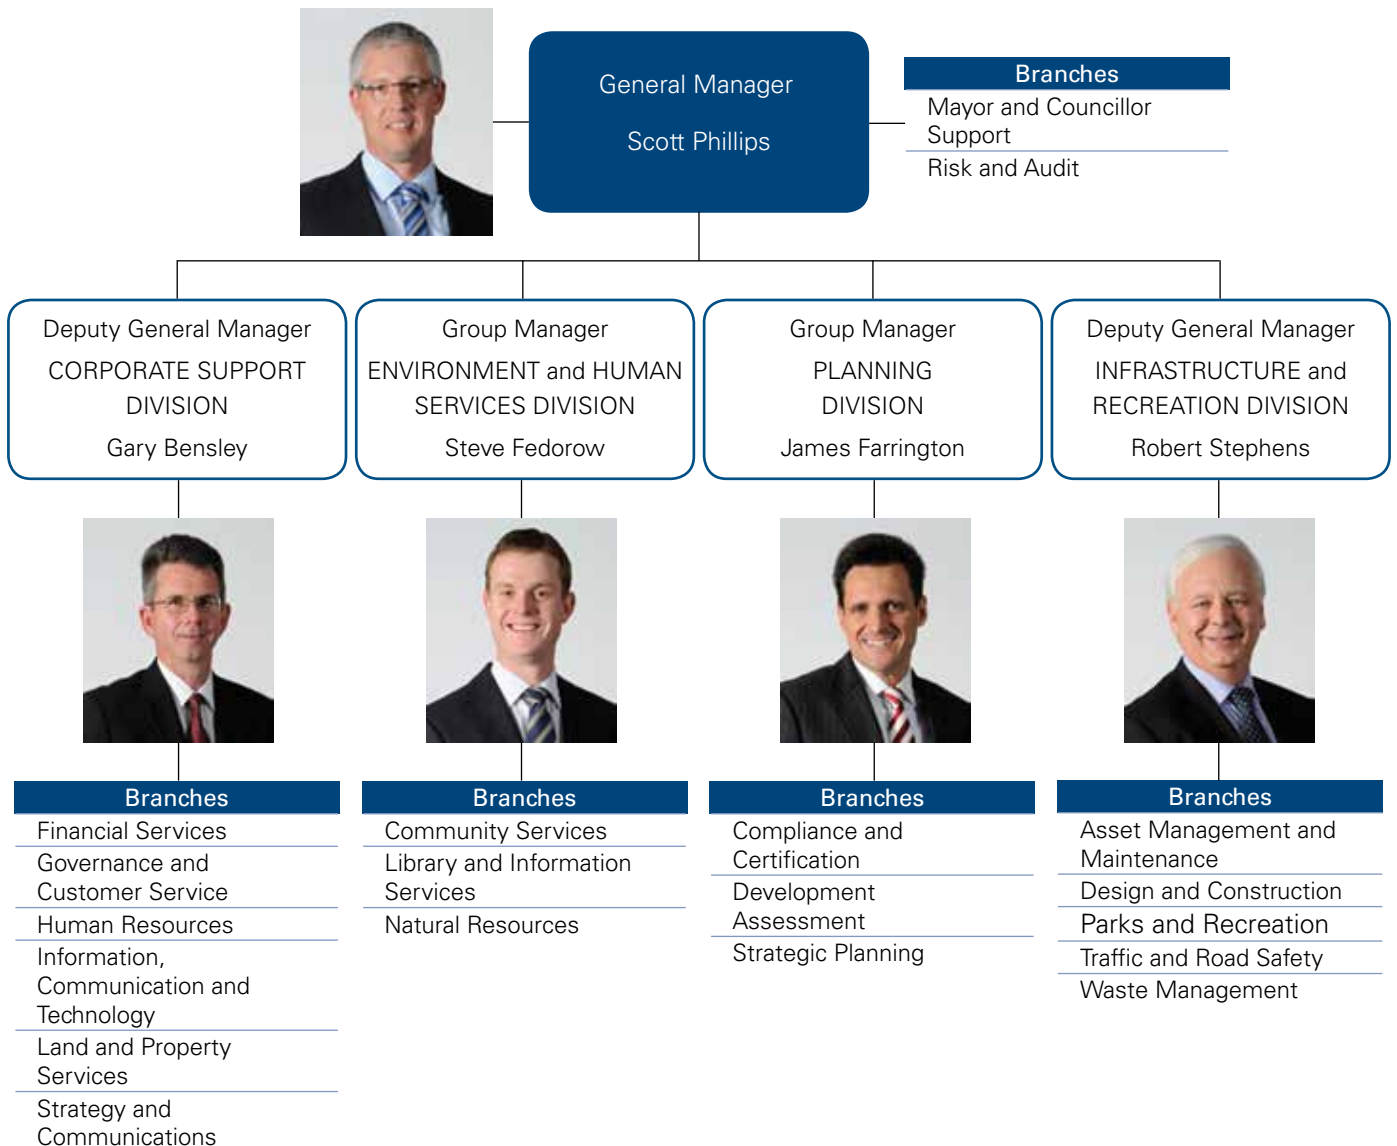 General Manager
Scott Phillips
Branches
Mayor and Councillor
Support
Risk and Audit
Deputy General Manager
CORPORATE SUPPORT
DIVISION
Gary Bensley
Group Manager
ENVIRONMENT and HUMAN
SERVICES DIVISION
Steve Fedorow
Group Manager
PLANNING
DIVISION
James Farrington
Deputy General Manager
INFRASTRUCTURE and
RECREATION DIVISION
Robert Stephens
Branches
Financial Services
Governance and
Customer Service
Human Resources
Information,
Communication and
Technology
Land and Property
Services
Strategy and
Communications
Branches
Community Services
Library and Information
Services
Natural Resources
Branches
Compliance and
Certification
Development
Assessment
Strategic Planning
Branches
Asset Management and
Maintenance
Design and Construction
Parks and Recreation
Traffic and Road Safety
Waste Management